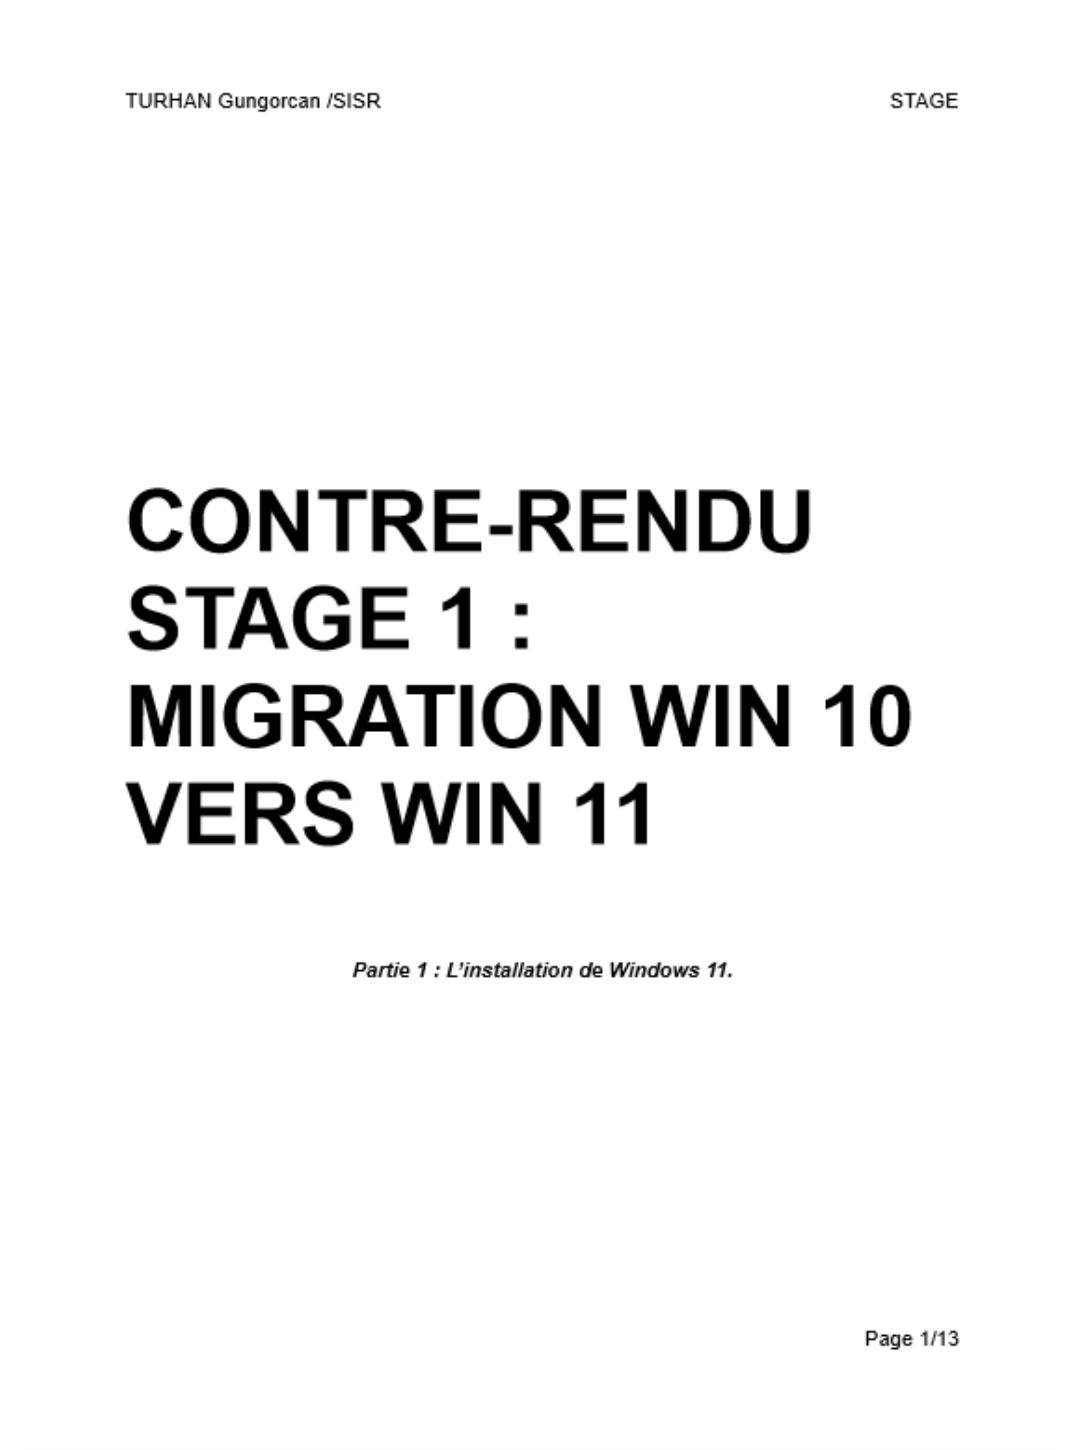 TURHAN Gungorcan /SISR STAGE
CONTRE-RENDU
STAGE 1 :
MIGRATION WIN 10
VERS WIN 11
Partie 1 : L’installation de Windows 11.
Page 1/13